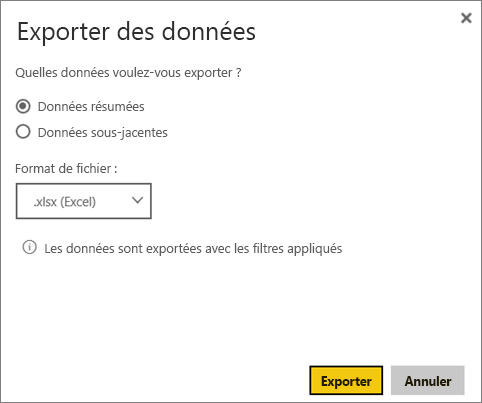 Exporter des données
Quelles données voulez-vous exporter ?
Données résumées
Données sous-jacentes
Format de fichier :
.xlsx (Excel)
Les données sont exportées avec les filtres appliqués
Exporter
Annuler